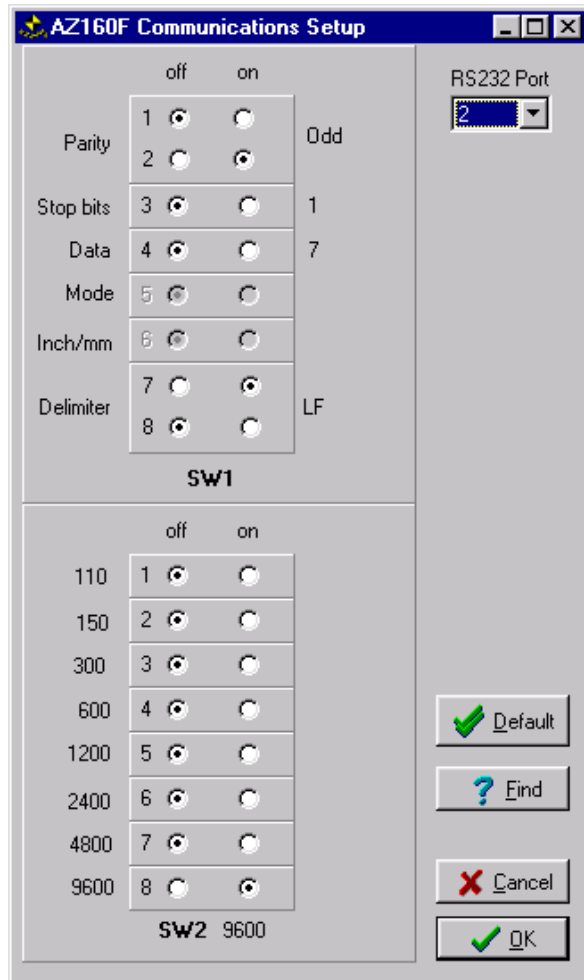 AZ160F Communications Setup
off on
RS232 Port
2
Parity 1 Odd
2
Stop bits 3 1
Data 4 7
Mode 5
Inch/mm 6
Delimiter 7 LF
8
SW1
off on
110 1
150 2
300 3
600 4
1200 5
2400 6
4800 7
9600 8
SW2 9600
Default
Find
Cancel
OK